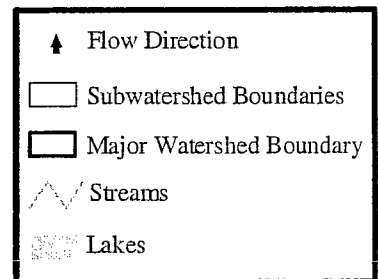 Flow Direction
Subwatershed Boundaries
Major Watershed Boundary
Streams
Lakes